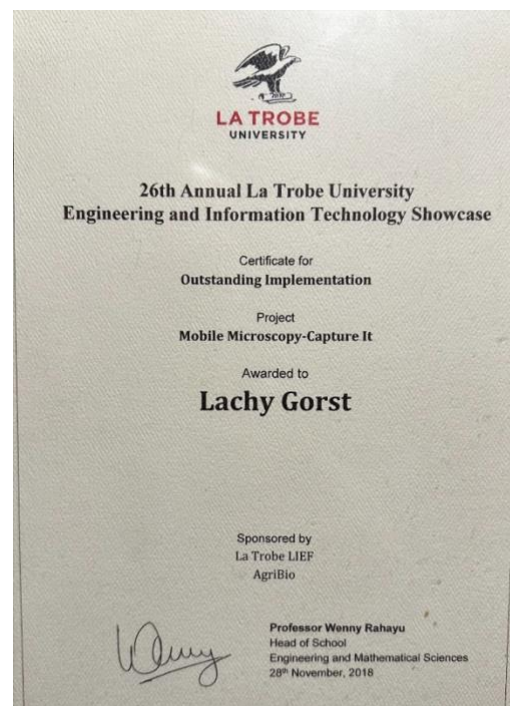 LA TROBE
UNIVERSITY
26th Annual La Trobe University
Engineering and Information Technology Showcase
Certificate for
Outstanding Implementation
Project
Mobile Microscopy-Capture It
Awarded to
Lachy Gorst
Sponsored by
La Trobe LIEF
AgriBio
Wenny
Professor Wenny Rahayu
Head of School
Engineering and Mathematical Sciences
28th November, 2018